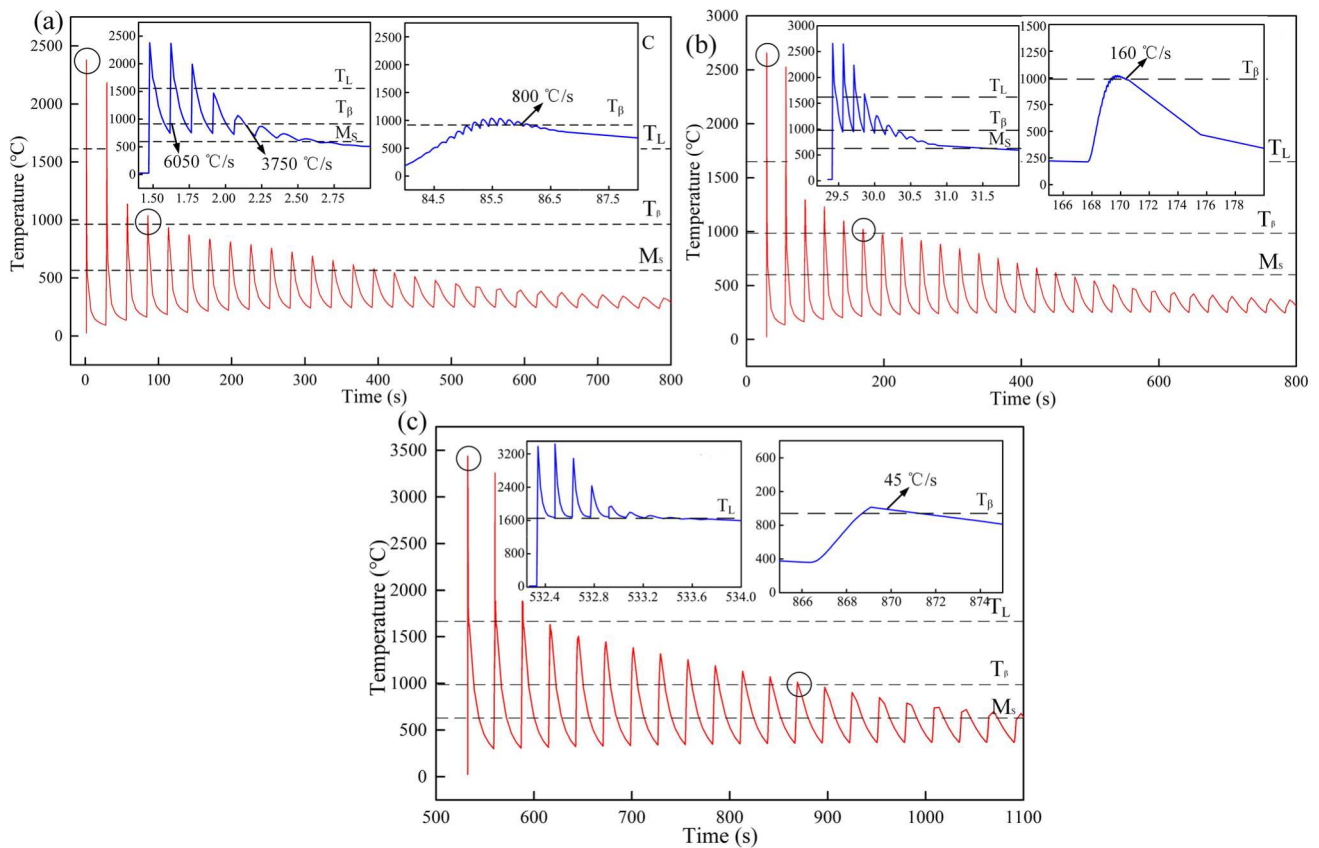 (a)
2500
2000
1500
1000
500
0
Temperature (°C)
0 100 200 300 400 500 600 700 800
Time (s)
T_L
T_β
M_S
2500
2000
1500
1000
500
0
1.50 1.75 2.00 2.25 2.50 2.75
T_L
T_β
M_S
6050 ℃/s
3750 ℃/s
2500
2000
1500
1000
500
0
84.5 85.5 86.5 87.5
800 ℃/s
T_β
C
(b)
3000
2500
2000
1500
1000
500
0
Temperature (°C)
0 200 400 600 800
Time (s)
T_L
T_β
M_S
3000
2500
2000
1500
1000
500
0
29.5 30.0 30.5 31.0 31.5
T_L
T_β
M_S
1500
1250
1000
750
500
250
0
166 168 170 172 174 176 178
160 ℃/s
T_β
(c)
3500
3000
2500
2000
1500
1000
500
0
Temperature (°C)
500 600 700 800 900 1000 1100
Time (s)
T_L
T_β
M_S
3200
2400
1600
800
0
532.4 532.8 533.2 533.6 534.0
T_L
600
200
800
400
0
866 868 870 872 874
45 ℃/s
T_β